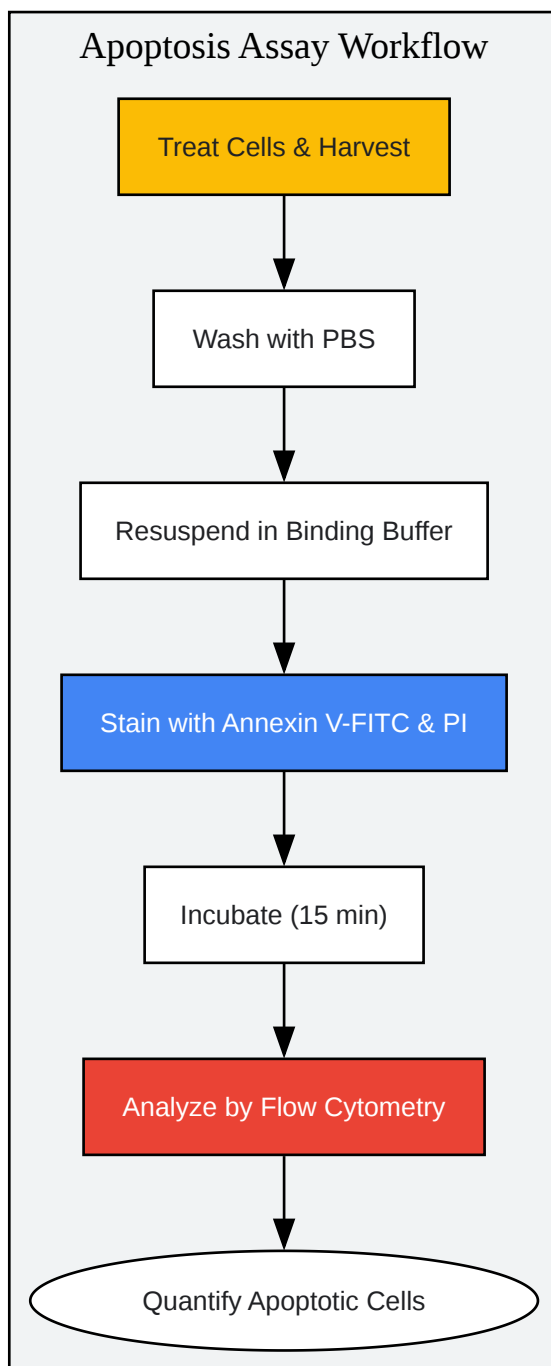 Apoptosis Assay Workflow
Treat Cells & Harvest
Wash with PBS
Resuspend in Binding Buffer
Stain with Annexin V-FITC & PI
Incubate (15 min)
Analyze by Flow Cytometry
Quantify Apoptotic Cells